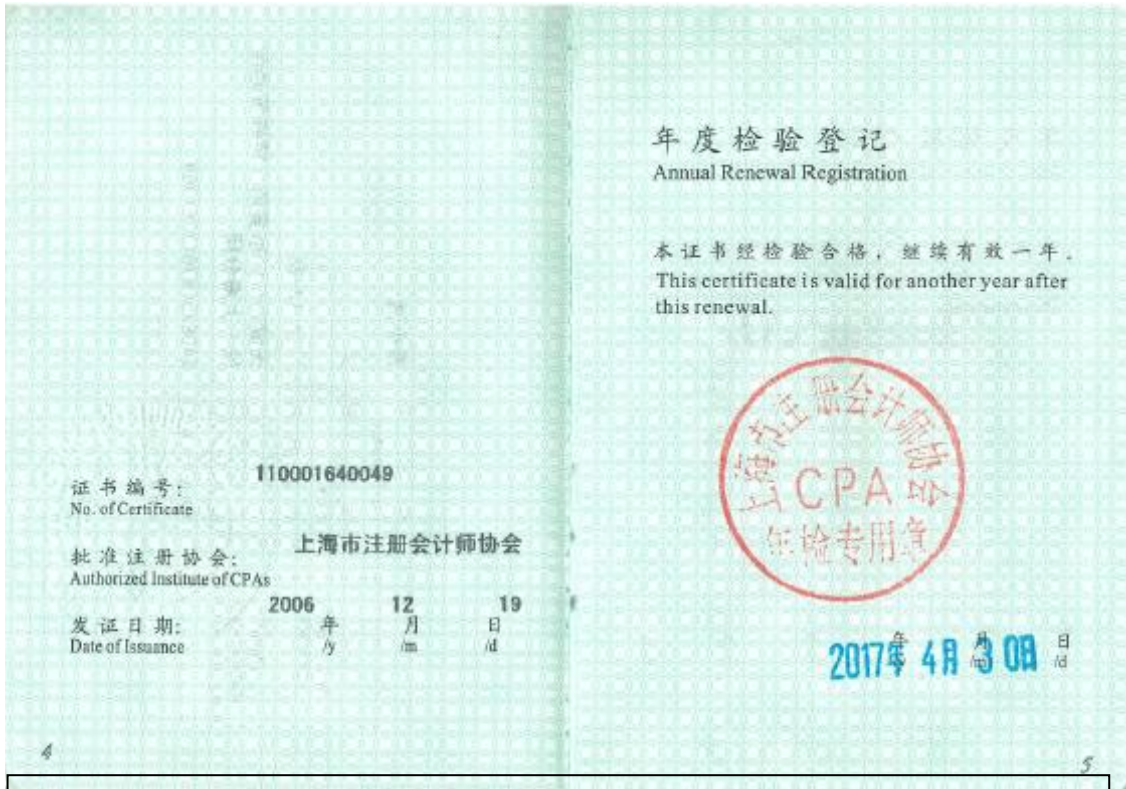 证书编号:
110001640049
No. of Certificate
批准注册协会:
上海市注册会计师协会
Authorized Institute of CPAs
2006 12 19
发证日期: 年 月 日
Date of Issuance /y /m /d
4
年度检验登记
Annual Renewal Registration
本证书经检验合格，继续有效一年.
This certificate is valid for another year after
this renewal.
上海市注册会计师协会
CPA
年检专用章
年 月 日
2017年 4月 30日
/d
5